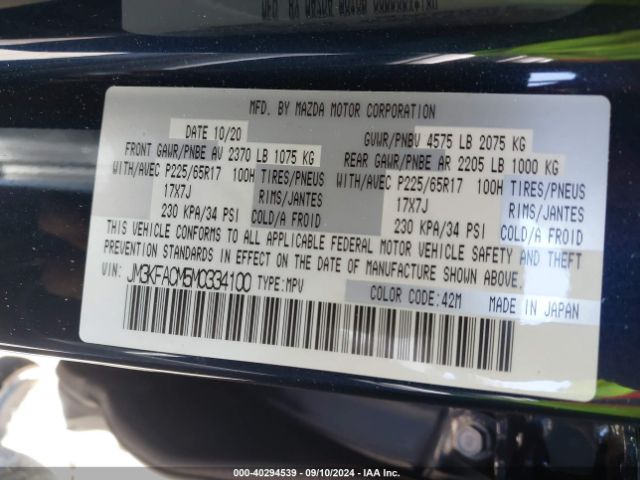 MFD. BY MAZDA MOTOR CORPORATION
DATE 10/20
GVWR/PNBV 4575 LB 2075 KG
FRONT GAWR/PNBE AV 2370 LB 1075 KG
REAR GAWR/PNBE AR 2205 LB 1000 KG
WITH/AVEC P225/65R17 100H TIRES/PNEUS
WITH/AVEC P225/65R17 100H TIRES/PNEUS
17X7J RIMS/JANTES
17X7J RIMS/JANTES
230 KPA/34 PSI COLD/A FROID
230 KPA/34 PSI COLD/A FROID
THIS VEHICLE CONFORMS TO ALL APPLICABLE FEDERAL MOTOR VEHICLE SAFETY AND THEFT
PREVENTION STANDARDS IN EFFECT ON THE DATE OF MANUFACTURE SHOWN ABOVE.
VIN: JM3KFACM5M0334100 TYPE: MPV
COLOR CODE: 42M MADE IN JAPAN
000-40294539 - 09/10/2024 - IAA Inc.